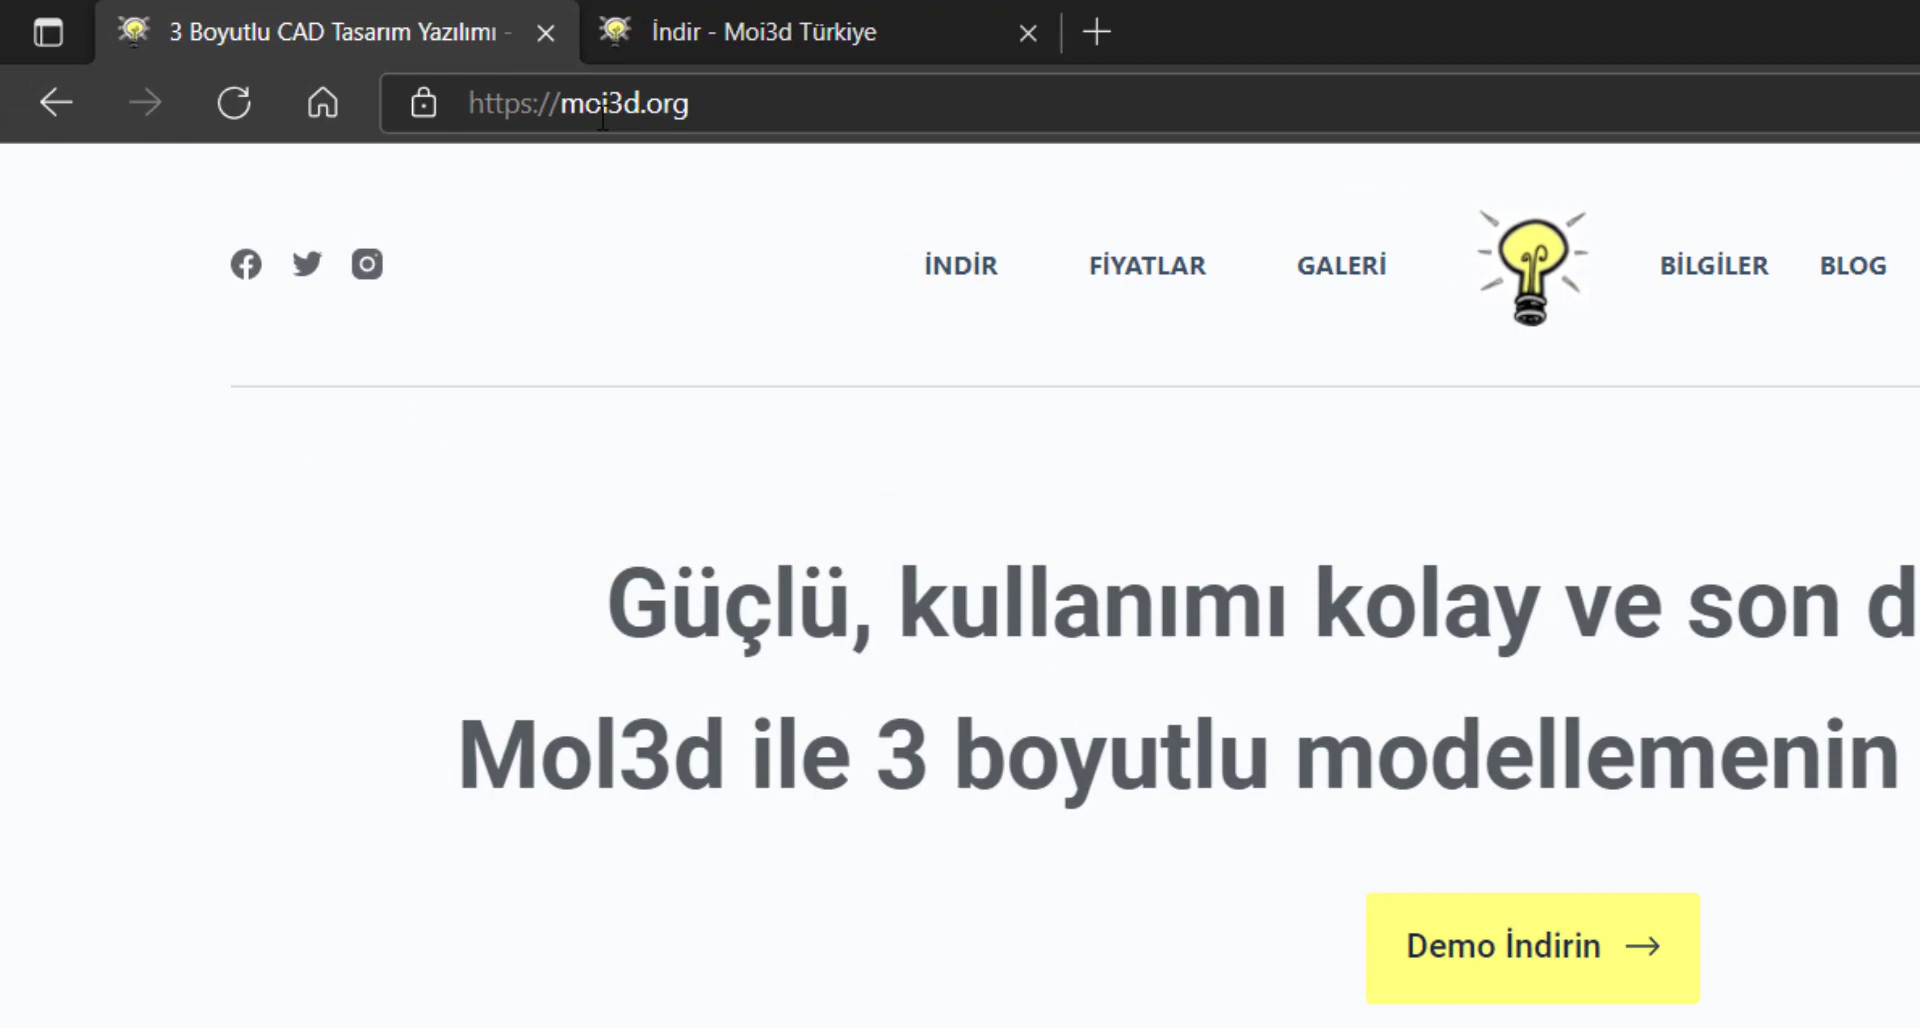 3 Boyutlu CAD Tasarım Yazılımı -
İndir - Moi3d Türkiye
https://moi3d.org
İNDİR FİYATLAR GALERİ BİLGİLER BLOG
Güçlü, kullanımı kolay ve son d
Mol3d ile 3 boyutlu modellemenin
Demo İndirin →